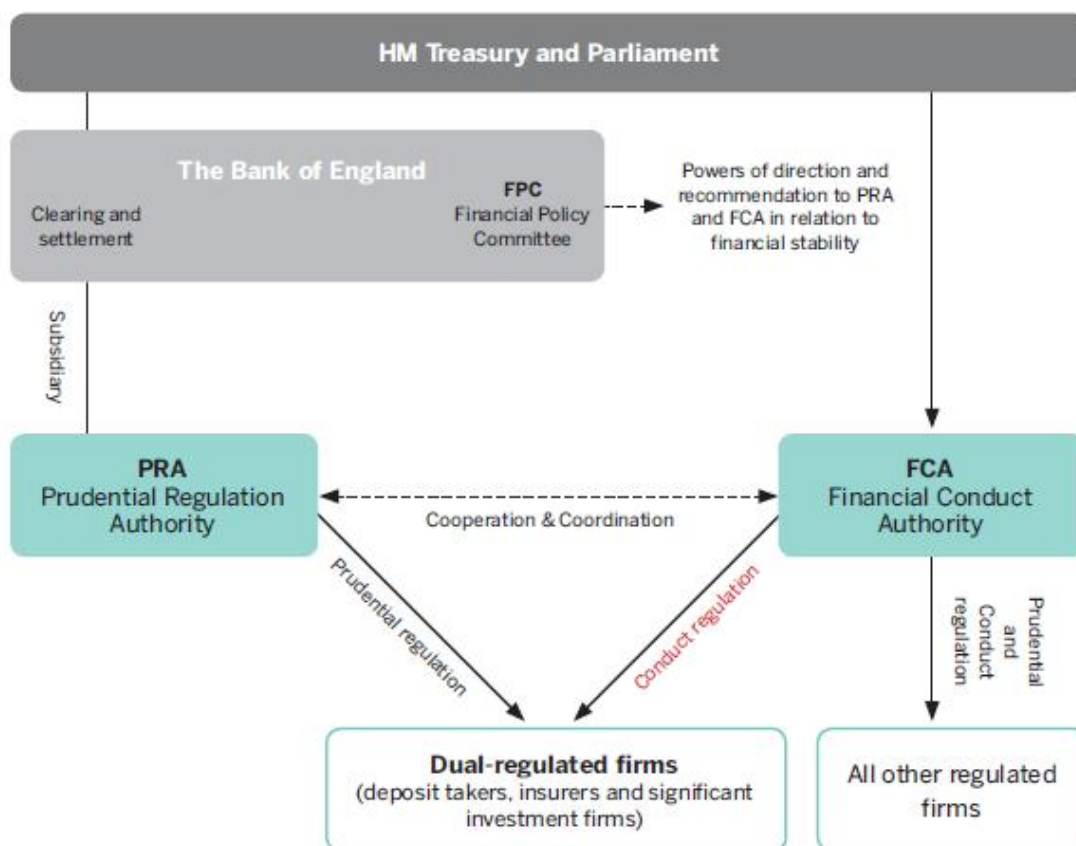 HM Treasury and Parliament
The Bank of England
Clearing and
settlement
FPC
Financial Policy
Committee
Powers of direction and
recommendation to PRA
and FCA in relation to
financial stability
Subsidiary
PRA
Prudential Regulation
Authority
Cooperation & Coordination
FCA
Financial Conduct
Authority
Prudential regulation
Conduct regulation
Prudential
and
Conduct
regulation
Dual-regulated firms
(deposit takers, insurers and significant
investment firms)
All other regulated
firms